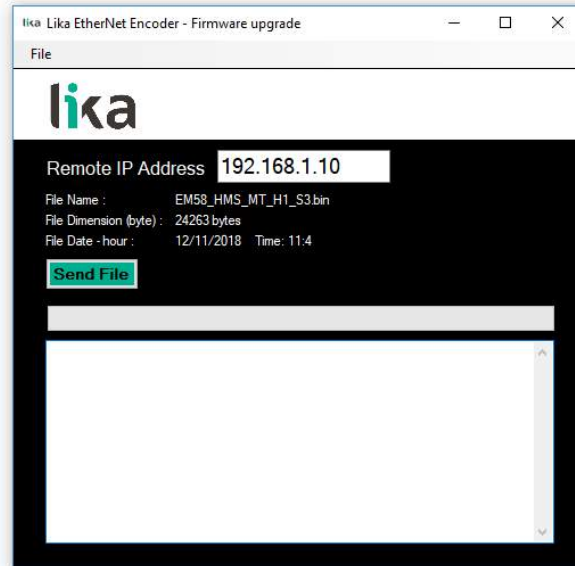 lika Lika EtherNet Encoder - Firmware upgrade
File
lika
Remote IP Address 192.168.1.10
File Name : EM58_HMS_MT_H1_S3.bin
File Dimension (byte) : 24263 bytes
File Date - hour : 12/11/2018 Time: 11:4
Send File